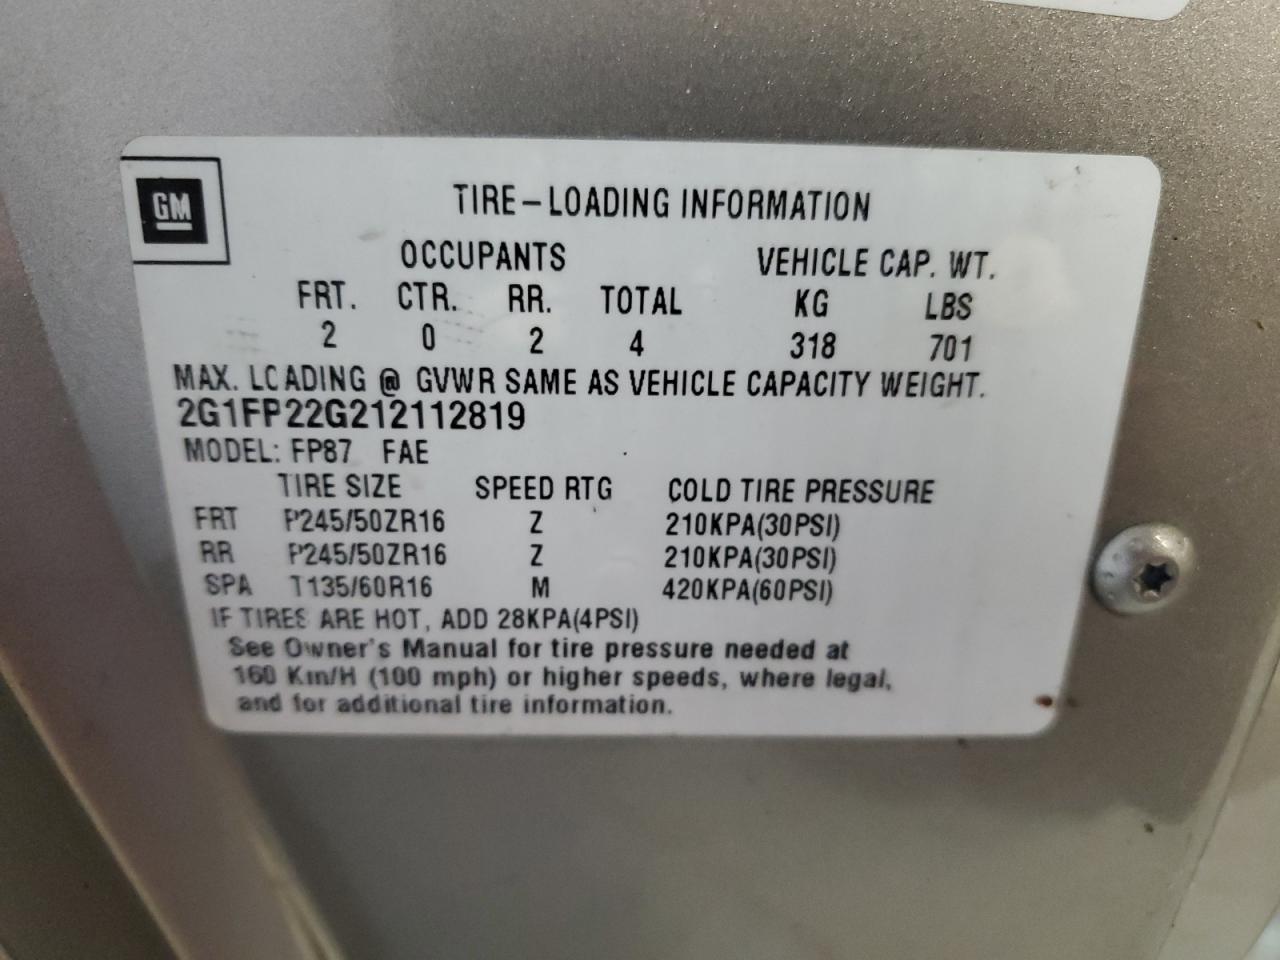 GM
TIRE-LOADING INFORMATION
OCCUPANTS VEHICLE CAP. WT.
FRT. CTR. RR. TOTAL KG LBS
2 0 2 4 318 701
MAX. LOADING @ GVWR SAME AS VEHICLE CAPACITY WEIGHT.
2G1FP22G212112819
MODEL: FP87 FAE
TIRE SIZE SPEED RTG COLD TIRE PRESSURE
FRT P245/50ZR16 Z 210KPA(30PSI)
RR P245/50ZR16 Z 210KPA(30PSI)
SPA T135/60R16 M 420KPA(60PSI)
IF TIRES ARE HOT, ADD 28KPA(4PSI)
See Owner's Manual for tire pressure needed at
160 Km/H (100 mph) or higher speeds, where legal,
and for additional tire information.